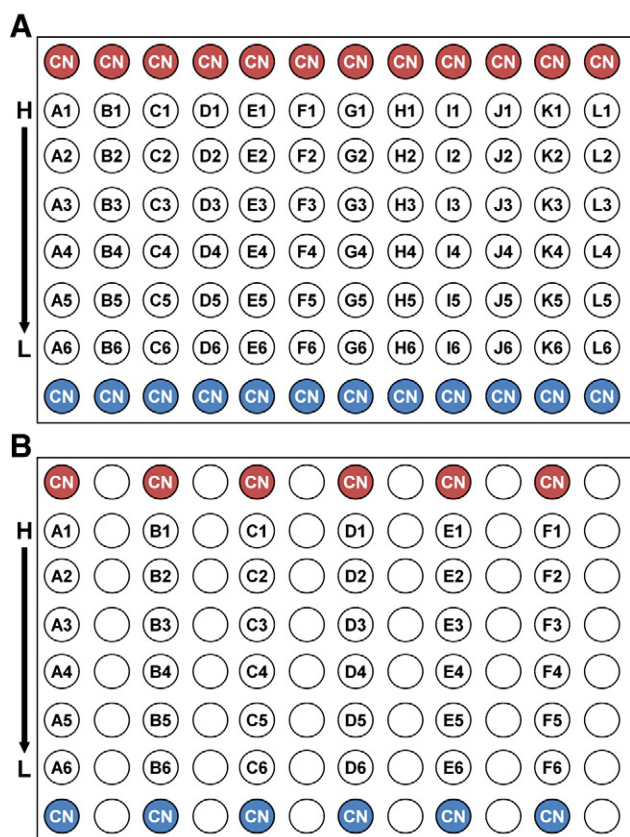 A
CN CN CN CN CN CN CN CN CN CN CN CN
H A1 B1 C1 D1 E1 F1 G1 H1 I1 J1 K1 L1
A2 B2 C2 D2 E2 F2 G2 H2 I2 J2 K2 L2
A3 B3 C3 D3 E3 F3 G3 H3 I3 J3 K3 L3
A4 B4 C4 D4 E4 F4 G4 H4 I4 J4 K4 L4
A5 B5 C5 D5 E5 F5 G5 H5 I5 J5 K5 L5
L A6 B6 C6 D6 E6 F6 G6 H6 I6 J6 K6 L6
CN CN CN CN CN CN CN CN CN CN CN CN
B
CN CN CN CN CN CN
H A1 B1 C1 D1 E1 F1
A2 B2 C2 D2 E2 F2
A3 B3 C3 D3 E3 F3
A4 B4 C4 D4 E4 F4
A5 B5 C5 D5 E5 F5
L A6 B6 C6 D6 E6 F6
CN CN CN CN CN CN